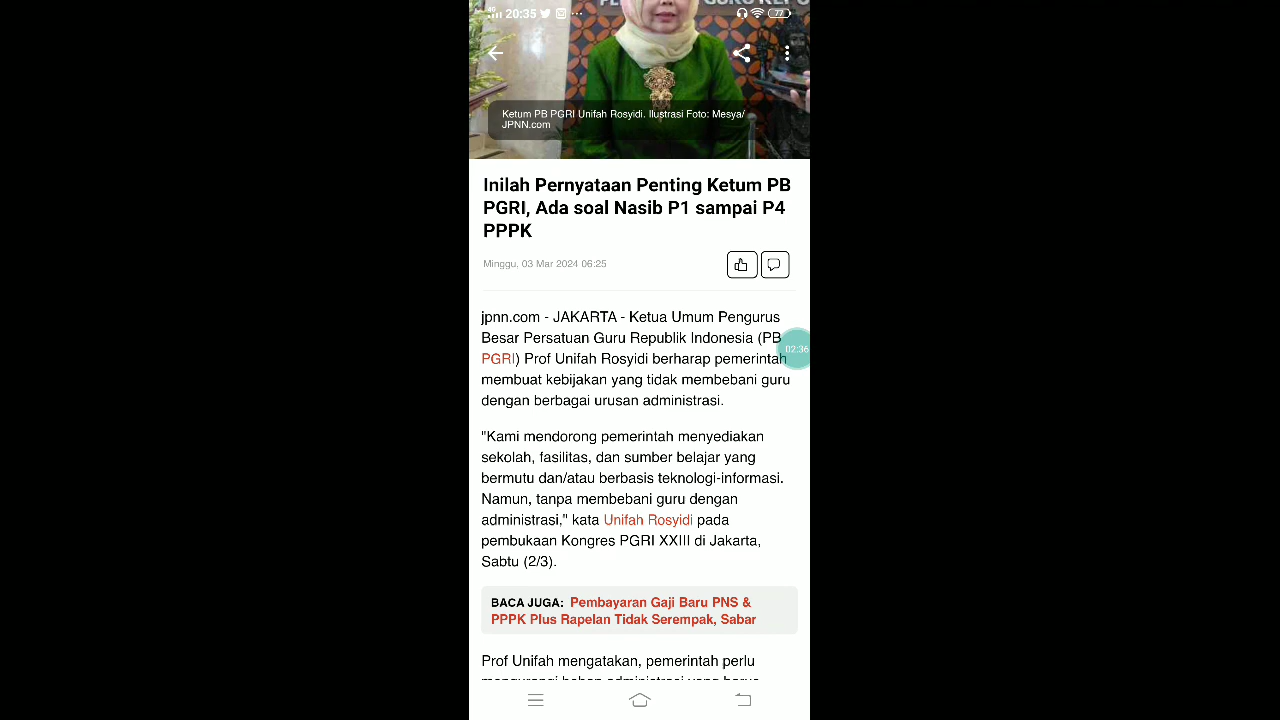 4G 20:35 77
Ketum PB PGRI Unifah Rosyidi. Ilustrasi Foto: Mesya/
JPNN.com
Inilah Pernyataan Penting Ketum PB
PGRI, Ada soal Nasib P1 sampai P4
PPPK
Minggu, 03 Mar 2024 06:25
jpnn.com - JAKARTA - Ketua Umum Pengurus
Besar Persatuan Guru Republik Indonesia (PB
PGRI) Prof Unifah Rosyidi berharap pemerintah
02:36
membuat kebijakan yang tidak membebani guru
dengan berbagai urusan administrasi.
"Kami mendorong pemerintah menyediakan
sekolah, fasilitas, dan sumber belajar yang
bermutu dan/atau berbasis teknologi-informasi.
Namun, tanpa membebani guru dengan
administrasi," kata Unifah Rosyidi pada
pembukaan Kongres PGRI XXIII di Jakarta,
Sabtu (2/3).
BACA JUGA: Pembayaran Gaji Baru PNS &
PPPK Plus Rapelan Tidak Serempak, Sabar
Prof Unifah mengatakan, pemerintah perlu